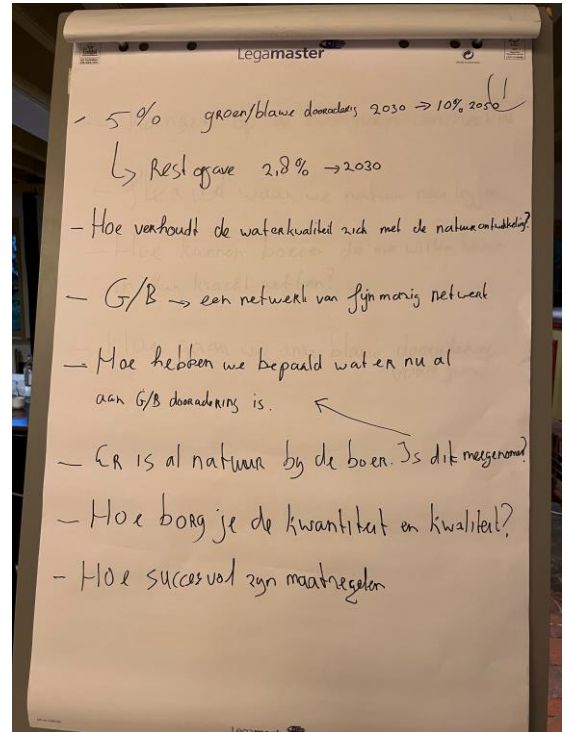 Legamaster
- 5% groen/blauwe dooradering 2030 → 10% 2050 !
↳ Restopgave 2,8% → 2030
- Hoe verhoudt de waterkwaliteit zich met de natuurontwikkeling?
- G/B → een netwerk van fijnmazig netwerk
- Hoe hebben we bepaald wat er nu al
aan G/B dooradering is.
- ER is al natuur bij de boer. Is dit meegenomen?
- Hoe borg je de kwantiteit en kwaliteit?
- Hoe succesvol zijn maatregelen
Legamaster